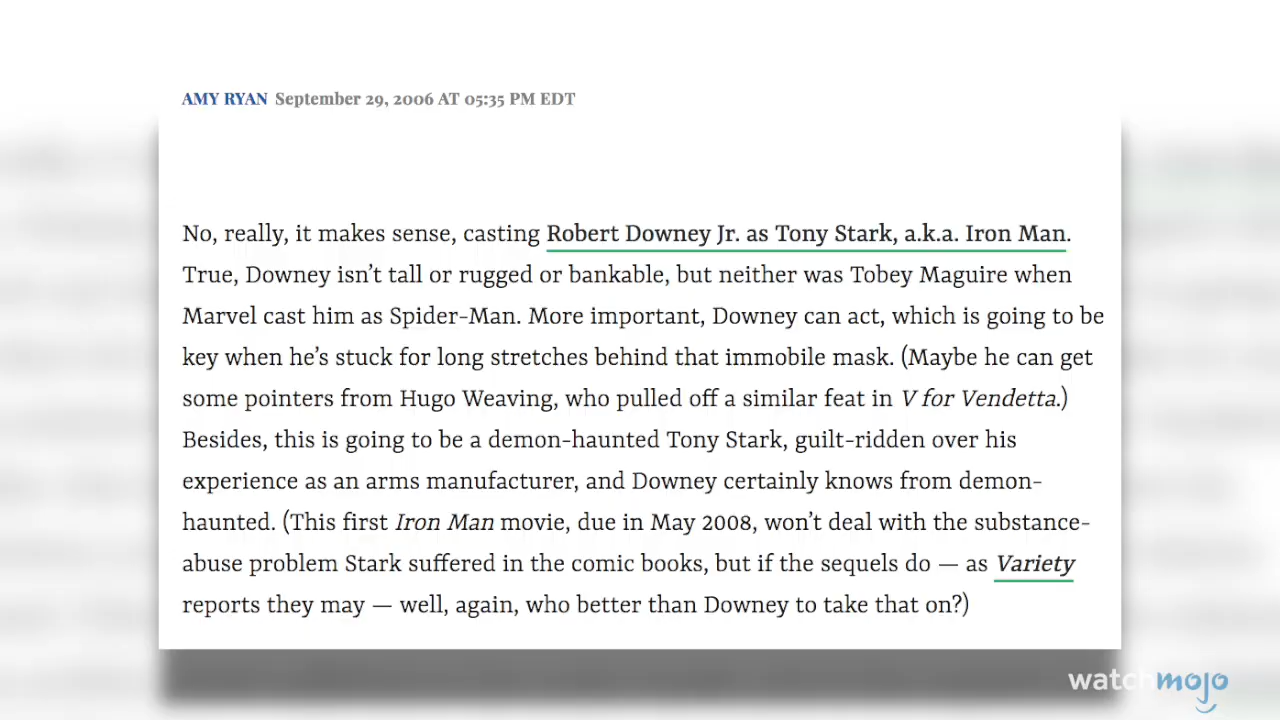 AMY RYAN September 29, 2006 AT 05:35 PM EDT
No, really, it makes sense, casting Robert Downey Jr. as Tony Stark, a.k.a. Iron Man.
True, Downey isn’t tall or rugged or bankable, but neither was Tobey Maguire when
Marvel cast him as Spider-Man. More important, Downey can act, which is going to be
key when he’s stuck for long stretches behind that immobile mask. (Maybe he can get
some pointers from Hugo Weaving, who pulled off a similar feat in V for Vendetta.)
Besides, this is going to be a demon-haunted Tony Stark, guilt-ridden over his
experience as an arms manufacturer, and Downey certainly knows from demon-
haunted. (This first Iron Man movie, due in May 2008, won’t deal with the substance-
abuse problem Stark suffered in the comic books, but if the sequels do — as Variety
reports they may — well, again, who better than Downey to take that on?)
watchmojo